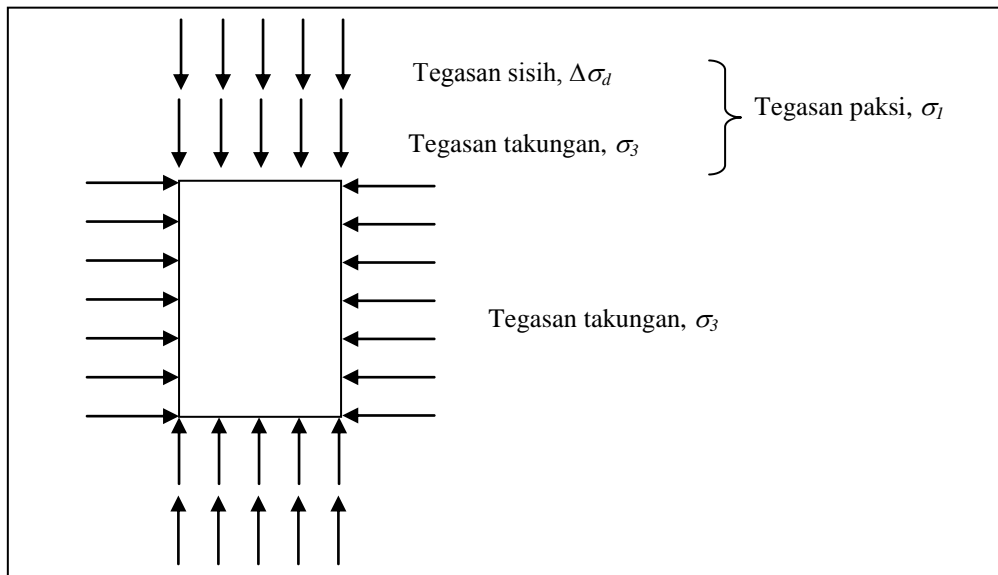 Tegasan sisih, Δσd
Tegasan paksi, σ1
Tegasan takungan, σ3
Tegasan takungan, σ3